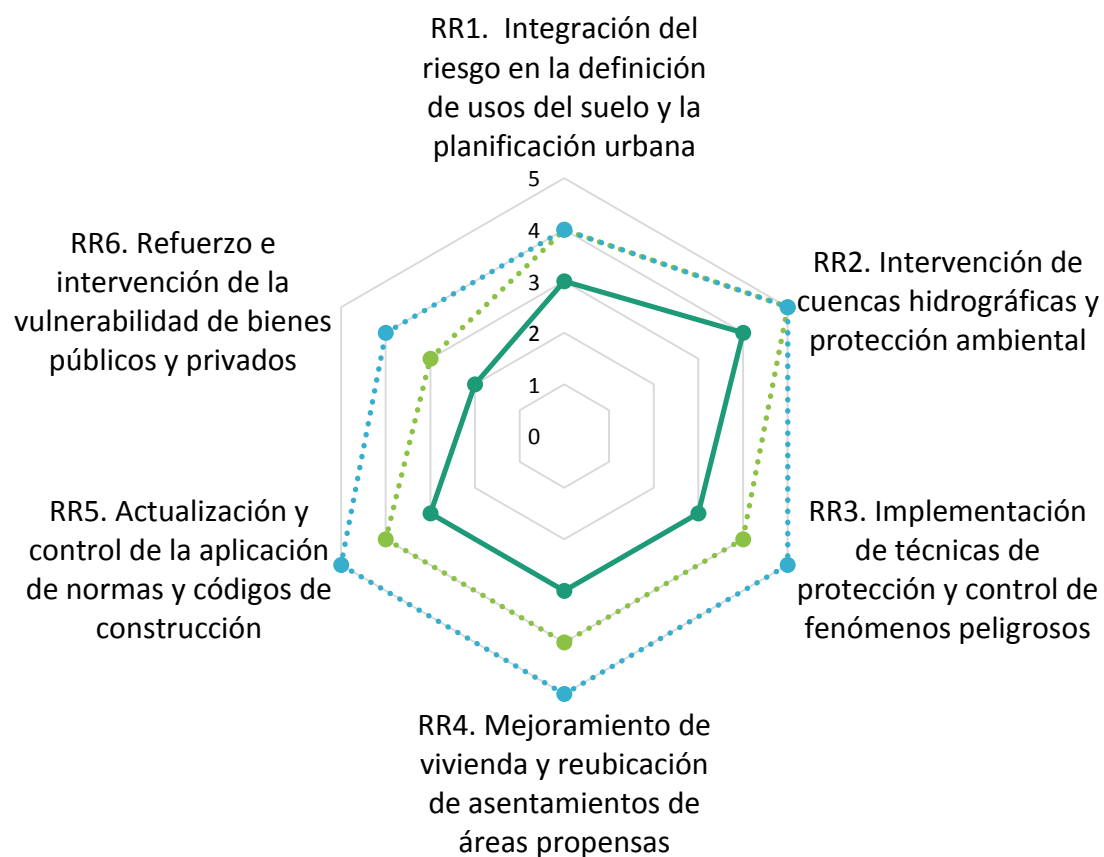 RR1. Integración del
riesgo en la definición
de usos del suelo y la
planificación urbana
5
4
3
2
1
0
RR2. Intervención de
cuencas hidrográficas y
protección ambiental
RR3. Implementación
de técnicas de
protección y control de
fenómenos peligrosos
RR4. Mejoramiento de
vivienda y reubicación
de asentamientos de
áreas propensas
RR5. Actualización y
control de la aplicación
de normas y códigos de
construcción
RR6. Refuerzo e
intervención de la
vulnerabilidad de bienes
públicos y privados